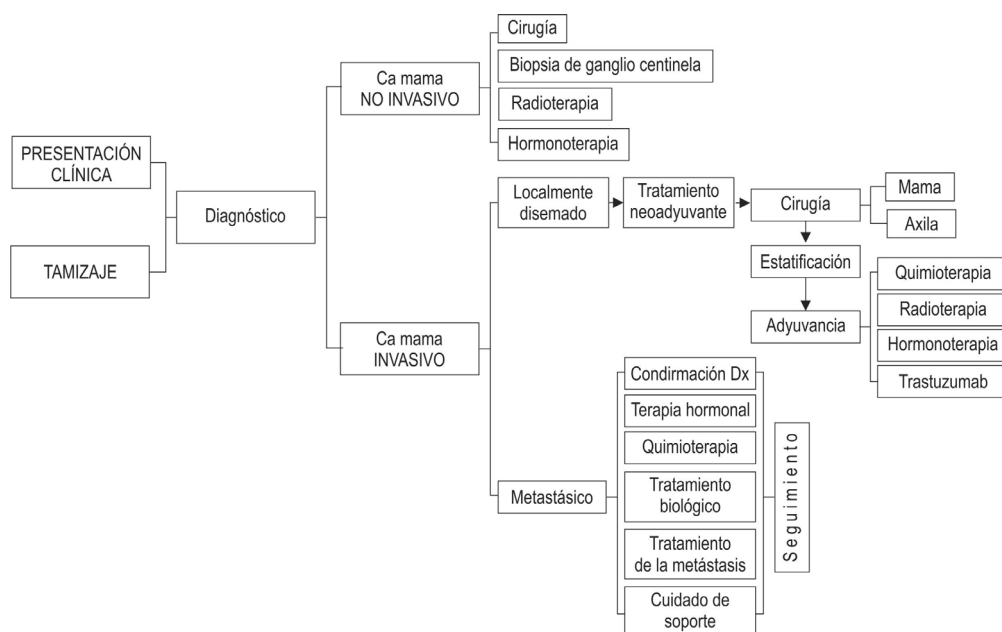 PRESENTACIÓN
CLÍNICA
TAMIZAJE
Diagnóstico
Ca mama
NO INVASIVO
Cirugía
Biopsia de ganglio centinela
Radioterapia
Hormonoterapia
Ca mama
INVASIVO
Localmente
disemado
Tratamiento
neoadyuvante
Cirugía
Mama
Axila
Estatificación
Adyuvancia
Quimioterapia
Radioterapia
Hormonoterapia
Trastuzumab
Metastásico
Condirmación Dx
Terapia hormonal
Quimioterapia
Tratamiento
biológico
Tratamiento
de la metástasis
Cuidado de
soporte
Seguimiento